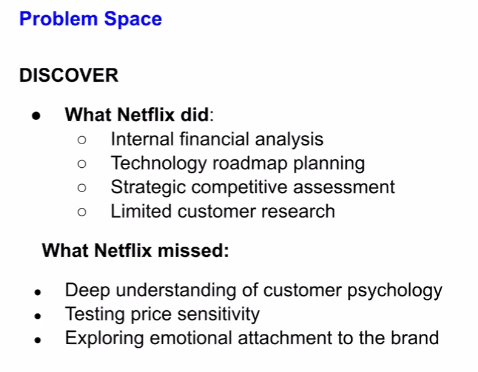 Problem Space
DISCOVER
● What Netflix did:
○ Internal financial analysis
○ Technology roadmap planning
○ Strategic competitive assessment
○ Limited customer research
What Netflix missed:
● Deep understanding of customer psychology
● Testing price sensitivity
● Exploring emotional attachment to the brand